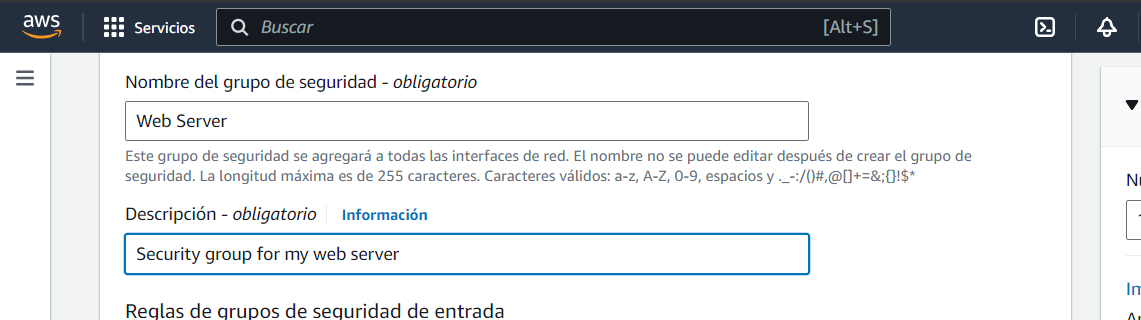 aws
Servicios
Buscar
[Alt+S]
Nombre del grupo de seguridad - obligatorio
Web Server
Este grupo de seguridad se agregará a todas las interfaces de red. El nombre no se puede editar después de crear el grupo de
seguridad. La longitud máxima es de 255 caracteres. Caracteres válidos: a-z, A-Z, 0-9, espacios y ._-:/()#,@[]+=&;{}!$*
Descripción - obligatorio
Información
Security group for my web server
Reglas de grupos de seguridad de entrada